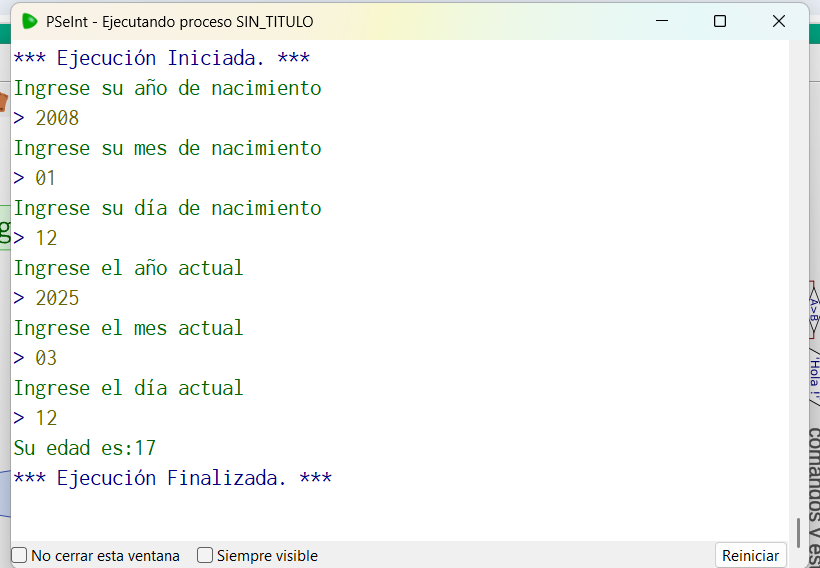 PSeInt - Ejecutando proceso SIN_TITULO
*** Ejecución Iniciada. ***
Ingrese su año de nacimiento
> 2008
Ingrese su mes de nacimiento
> 01
Ingrese su día de nacimiento
> 12
Ingrese el año actual
> 2025
Ingrese el mes actual
> 03
Ingrese el día actual
> 12
Su edad es:17
*** Ejecución Finalizada. ***
No cerrar esta ventana
Siempre visible
Reiniciar
g
A>B
'Hola !'
comandos y